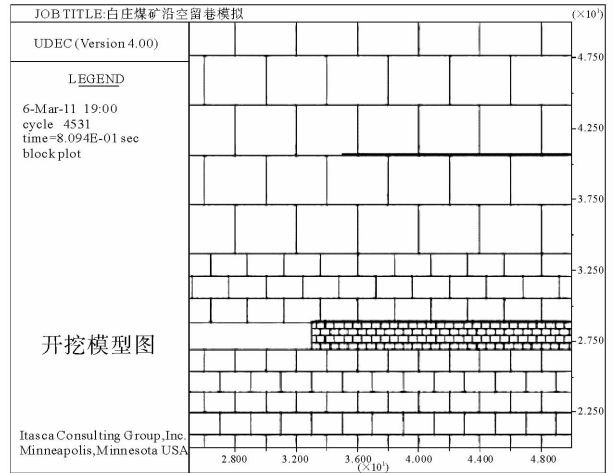 JOB TITLE:白庄煤矿沿空留巷模拟
(×10¹)
UDEC (Version 4.00)
LEGEND
6-Mar-11 19:00
cycle 4531
time=8.094E-01 sec
block plot
开挖模型图
Itasca Consulting Group,Inc.
Minneapolis,Minnesota USA
4.750
4.250
3.750
3.250
2.750
2.250
2.800 3.200 3.600 4.000 4.400 4.800
(×10¹)